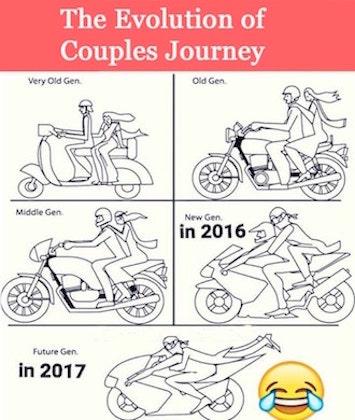 The Evolution of
Couples Journey
Very Old Gen.
Old Gen.
Middle Gen.
New Gen.
in 2016
Future Gen.
in 2017